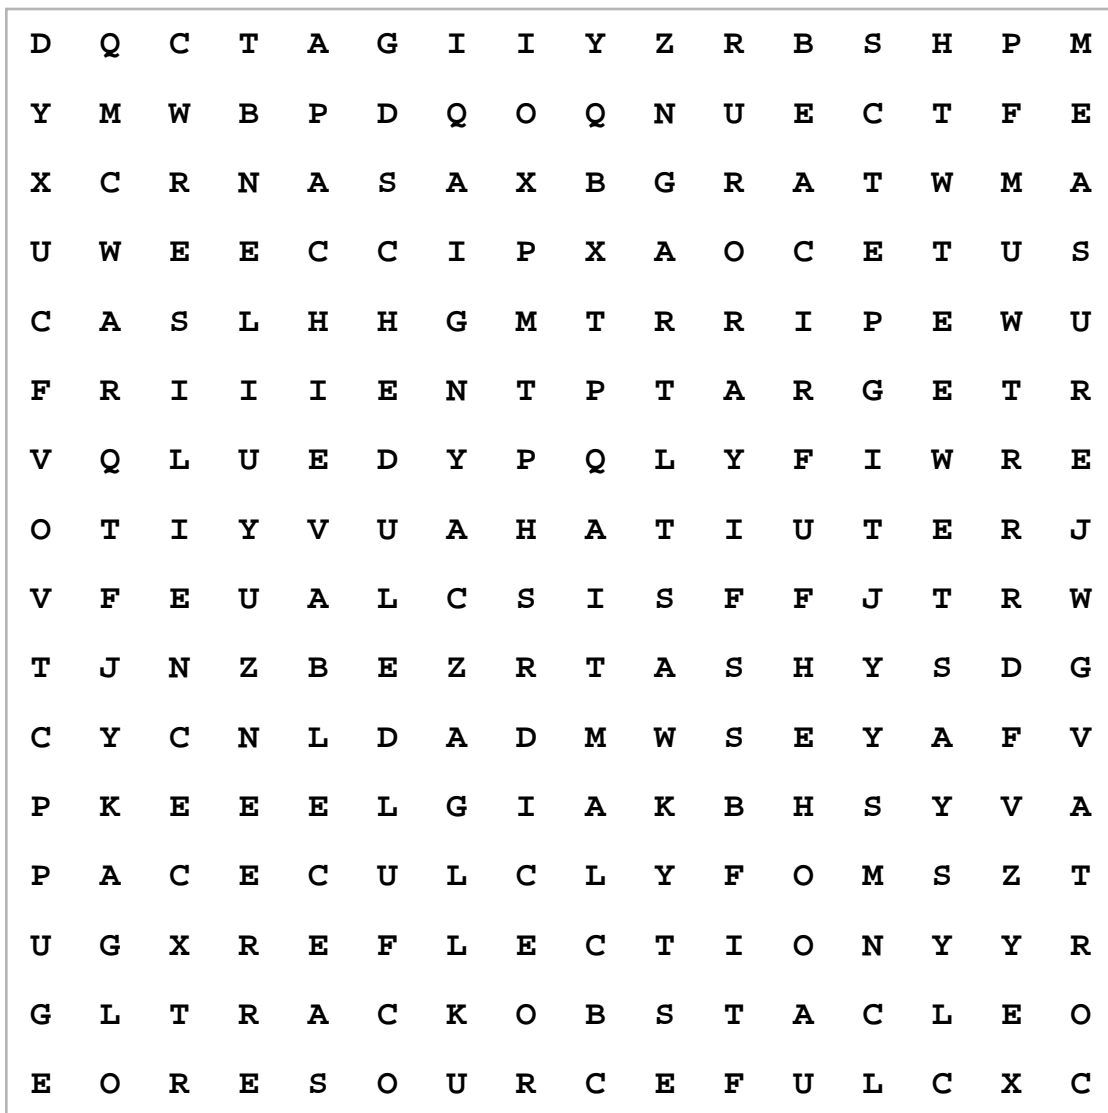 D Q C T A G I I Y Z R B S H P M
Y M W B P D Q O Q N U E C T F E
X C R N A S A X B G R A T W M A
U W E E C C I P X A O C E T U S
C A S L H H G M T R R I P E W U
F R I I I E N T P T A R G E T R
V Q L U E D Y P Q L Y F I W R E
O T I Y V U A H A T I U T E R J
V F E U A L C S I S F F J T R W
T J N Z B E Z R T A S H Y S D G
C Y C N L D A D M W S E Y A F V
P K E E E L G I A K B H S Y V A
P A C E C U L C L Y F O M S Z T
U G X R E F L E C T I O N Y Y R
G L T R A C K O B S T A C L E O
E O R E S O U R C E F U L C X C